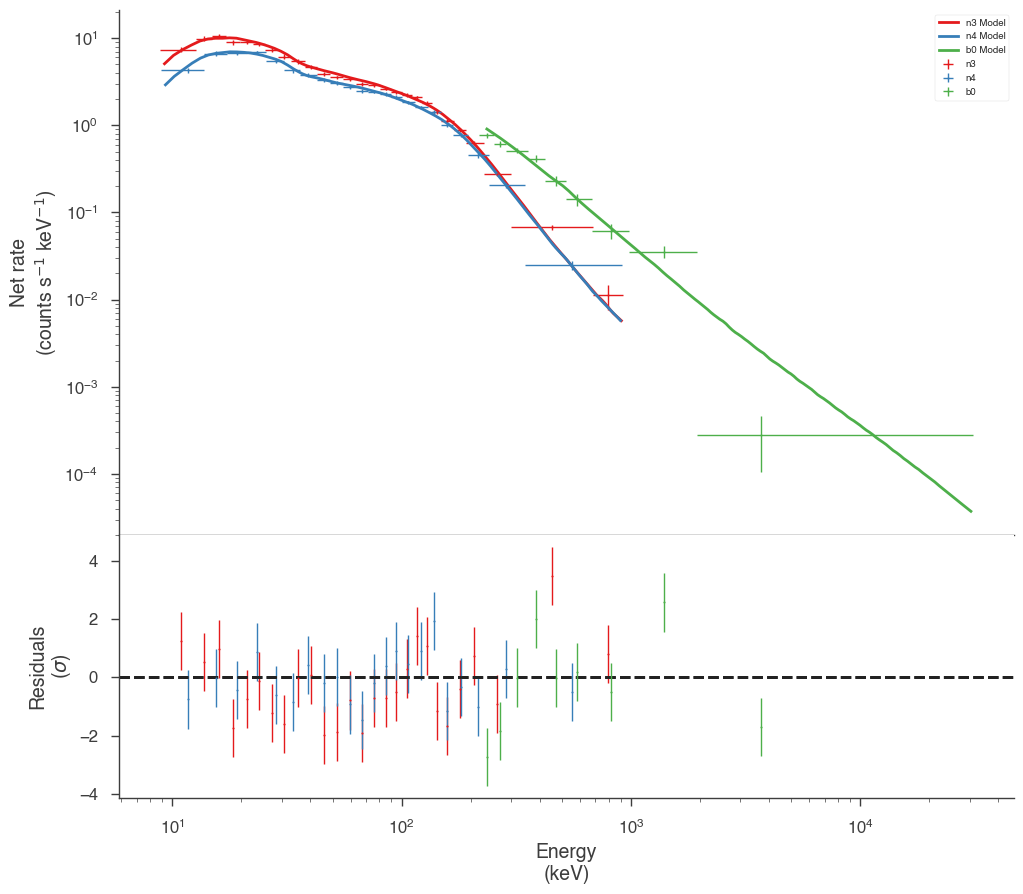 n3 Model
n4 Model
b0 Model
n3
n4
b0
10¹
10⁰
10⁻¹
10⁻²
10⁻³
10⁻⁴
Net rate
(counts s⁻¹ keV⁻¹)
4
2
0
−2
−4
Residuals
(σ)
10¹ 10² 10³ 10⁴
Energy
(keV)